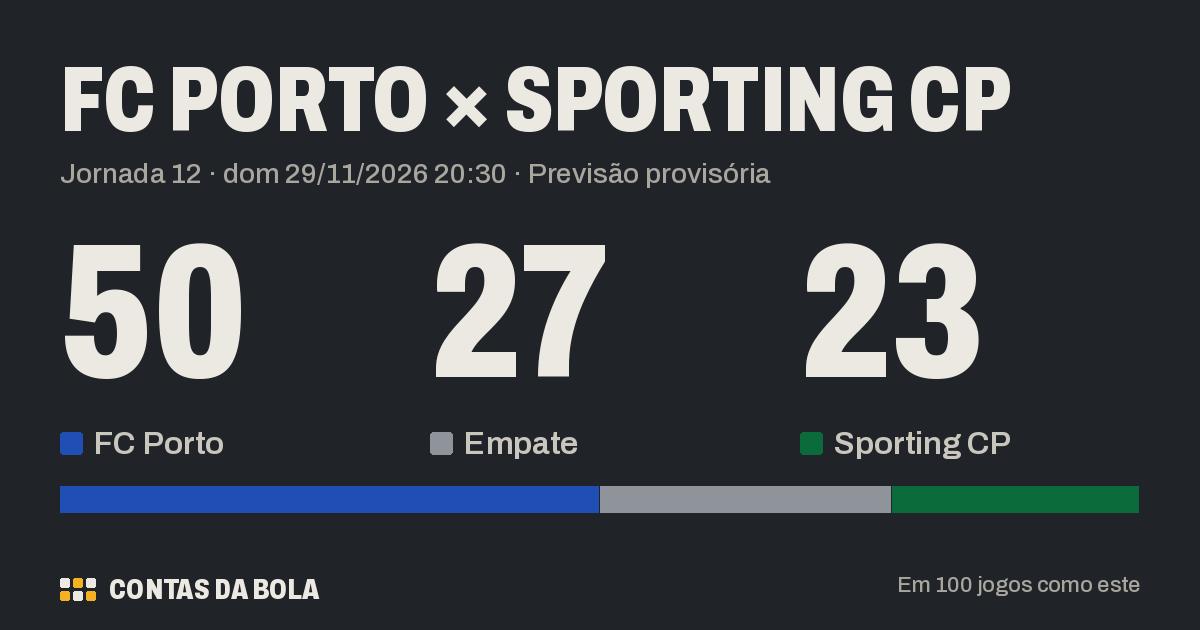 FC PORTO × SPORTING CP
Jornada 12 · dom 29/11/2026 20:30 · Previsão provisória
50 27 23
FC Porto Empate Sporting CP
CONTAS DA BOLA
Em 100 jogos como este